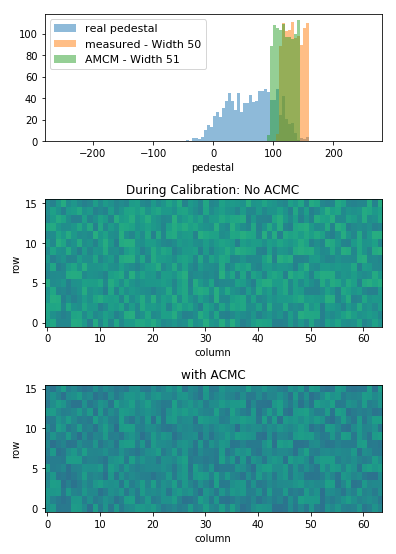 real pedestal
measured - Width 50
AMCM - Width 51
100
80
60
40
20
0
−200 −100 0 100 200
pedestal
During Calibration: No ACMC
15
10
5
0
row
0 10 20 30 40 50 60
column
with ACMC
15
10
5
0
row
0 10 20 30 40 50 60
column